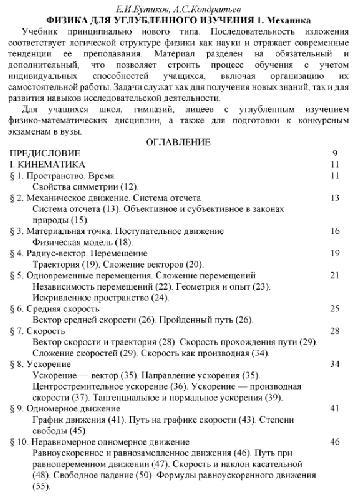 Е.И.Бутиков, А.С.Кондратьев
ФИЗИКА ДЛЯ УГЛУБЛЕННОГО ИЗУЧЕНИЯ 1. Механика
Учебник принципиально нового типа. Последовательность изложения
соответствует логической структуре физики как науки и отражает современные
тенденции ее преподавания. Материал разделен на обязательный и
дополнительный, что позволяет строить процесс обучения с учетом
индивидуальных способностей учащихся, включая организацию их
самостоятельной работы. Задачи служат как для получения новых знаний, так и для
развития навыков исследовательской деятельности.
Для учащихся школ, гимназий, лицеев с углубленным изучением
физико-математических дисциплин, а также для подготовки к конкурсным
экзаменам в вузы.
ОГЛАВЛЕНИЕ
ПРЕДИСЛОВИЕ 9
I. КИНЕМАТИКА 11
§ 1. Пространство. Время 11
Свойства симметрии (12).
§ 2. Механическое движение. Система отсчета 13
Система отсчета (13). Объективное и субъективное в законах
природы (15).
§ 3. Материальная точка. Поступательное движение 16
Физическая модель (18).
§ 4. Радиус-вектор. Перемещение 19
Траектория (19). Сложение векторов (20).
§ 5. Одновременные перемещения. Сложение перемещений 21
Независимость перемещений (22). Геометрия и опыт (23).
Искривленное пространство (24).
§ 6. Средняя скорость 25
Вектор средней скорости (26). Пройденный путь (26).
§ 7. Скорость 28
Вектор скорости и траектория (28). Скорость прохождения пути (29).
Сложение скоростей (29). Скорость как производная (34).
§ 8. Ускорение 34
Ускорение — вектор (35). Направление ускорения (35).
Центростремительное ускорение (36). Ускорение — производная
скорости (37). Тангенциальное и нормальное ускорения (39).
§ 9. Одномерное движение 41
График движения (41). Путь на графике скорости (43). Степени
свободы (45).
§ 10. Неравномерное одномерное движение 46
Равноускоренное и равнозамедленное движения (46). Путь при
неравномерном движении (47). Скорость и наклон касательной
(48). Свободное падение (50). Формулы равноускоренного движения
(55).